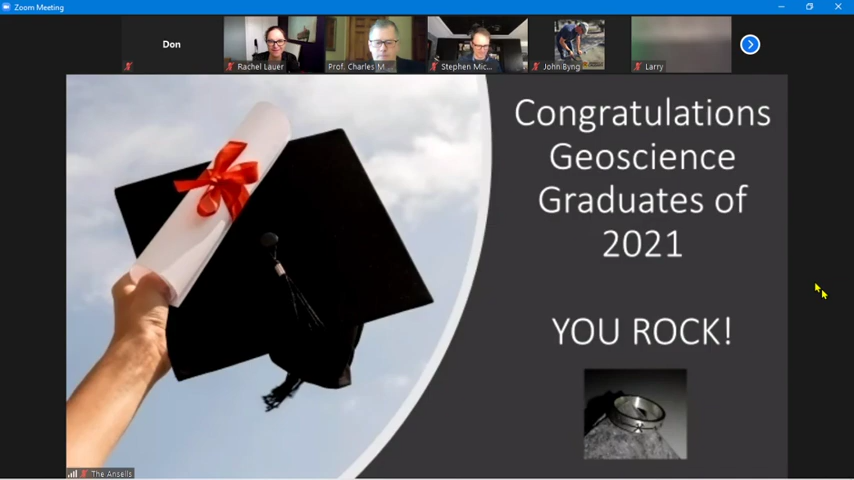 Zoom Meeting
Don
Rachel Lauer
Prof. Charles M...
Stephen Mic...
John Byng
Larry
Congratulations
Geoscience
Graduates of
2021
YOU ROCK!
The Ansells